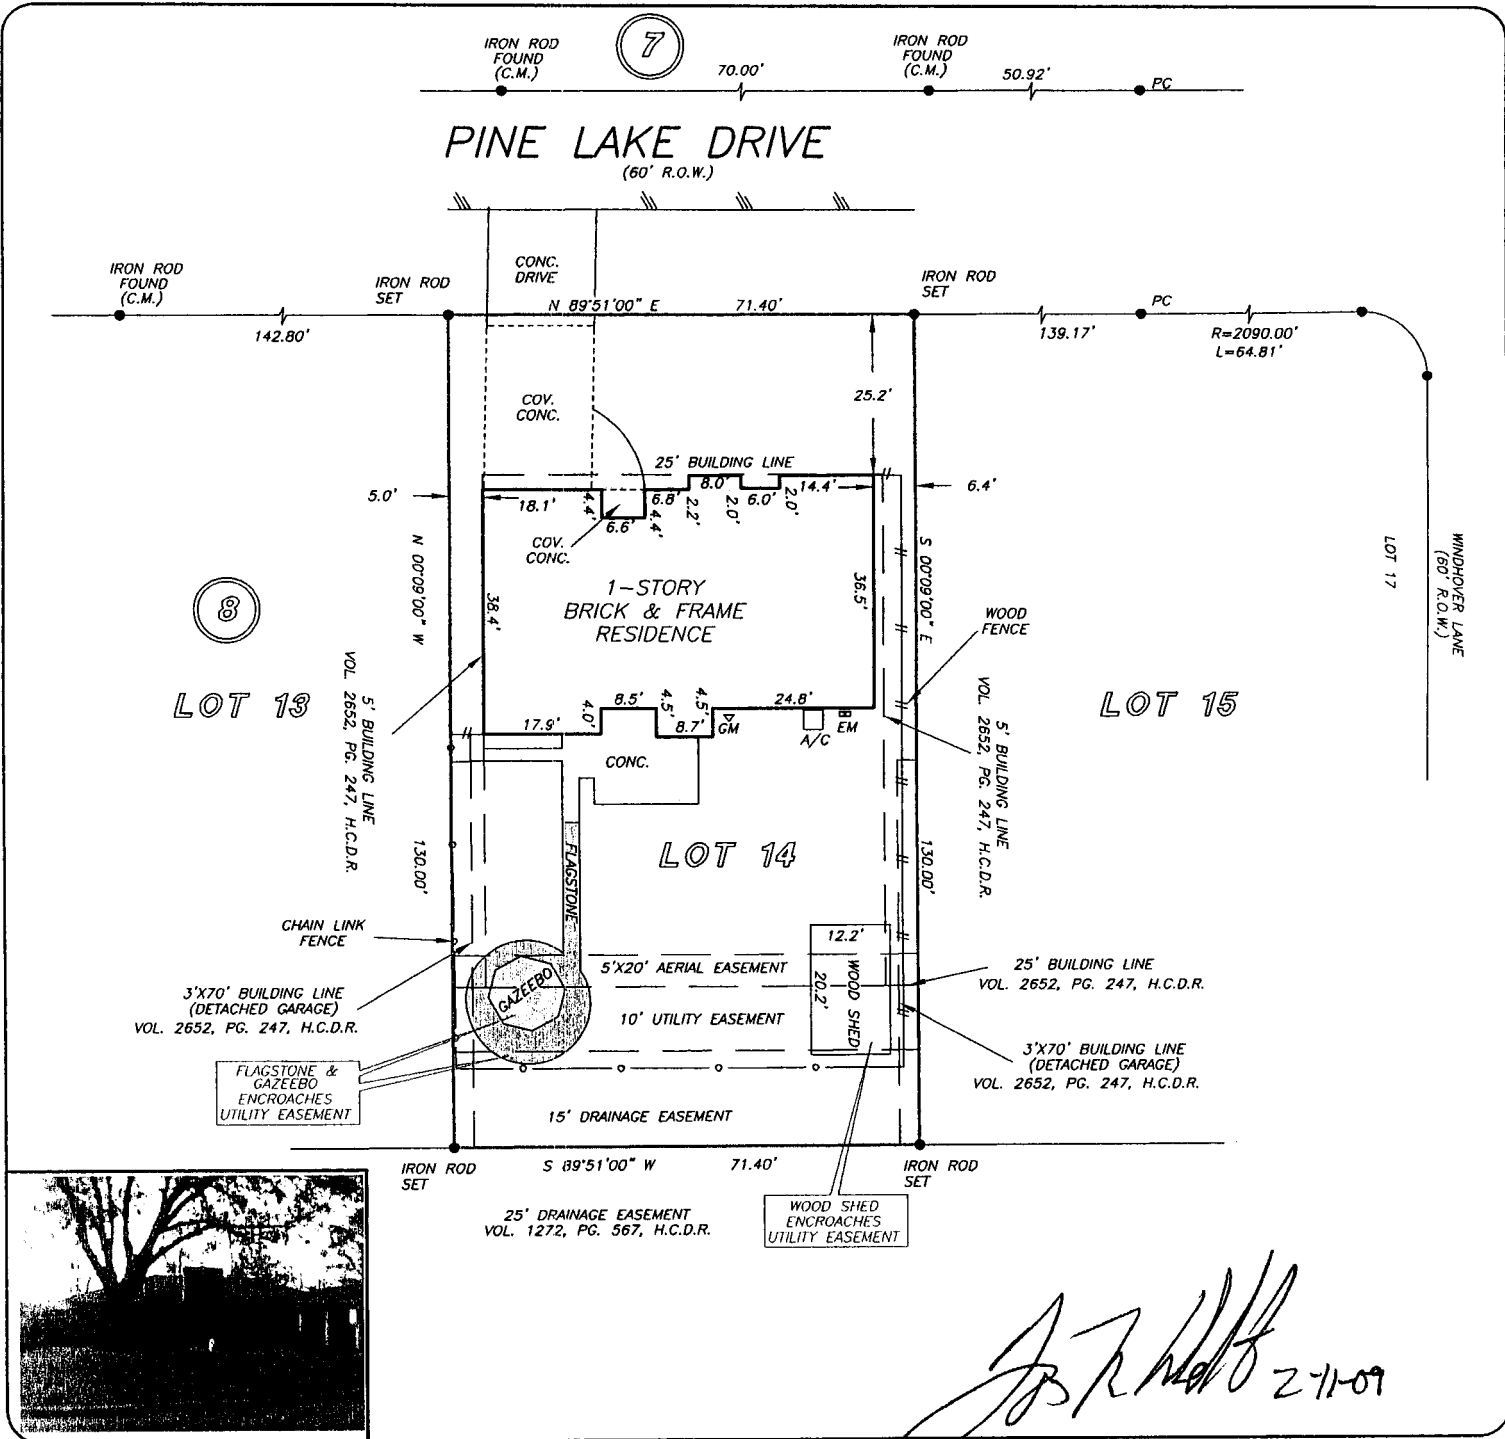 7
IRON ROD
FOUND
(C.M.)
70.00'
IRON ROD
FOUND
(C.M.)
50.92'
PC
PINE LAKE DRIVE
(60' R.O.W.)
CONC.
DRIVE
IRON ROD
FOUND
(C.M.)
IRON ROD
SET
IRON ROD
SET
N 89°51'00" E
71.40'
142.80'
139.17'
PC
R=2090.00'
L=64.81'
COV.
CONC.
25.2'
25' BUILDING LINE
5.0'
18.1'
4.4'
6.6'
4.4'
6.8'
2.2'
8.0'
2.0'
6.0'
2.0'
14.4'
6.4'
COV.
CONC.
N 00°09'00" W
S 00°09'00" E
1-STORY
BRICK & FRAME
RESIDENCE
38.4'
36.5'
WOOD
FENCE
LOT 17
WINDHOVER LANE
(60' R.O.W.)
8
LOT 13
LOT 15
5' BUILDING LINE
VOL. 2652, PG. 247, H.C.D.R.
5' BUILDING LINE
VOL. 2652, PG. 247, H.C.D.R.
17.9'
4.0'
8.5'
4.5'
8.7'
4.5'
24.8'
GM
A/C
EM
CONC.
LOT 14
130.00'
130.00'
FLAGSTONE
CHAIN LINK
FENCE
12.2'
20.2'
WOOD SHED
5'X20' AERIAL EASEMENT
GAZEEBO
10' UTILITY EASEMENT
25' BUILDING LINE
VOL. 2652, PG. 247, H.C.D.R.
3'X70' BUILDING LINE
(DETACHED GARAGE)
VOL. 2652, PG. 247, H.C.D.R.
3'X70' BUILDING LINE
(DETACHED GARAGE)
VOL. 2652, PG. 247, H.C.D.R.
FLAGSTONE &
GAZEEBO
ENCROACHES
UTILITY EASEMENT
15' DRAINAGE EASEMENT
IRON ROD
SET
S 89°51'00" W
71.40'
IRON ROD
SET
25' DRAINAGE EASEMENT
VOL. 1272, PG. 567, H.C.D.R.
WOOD SHED
ENCROACHES
UTILITY EASEMENT
2-11-09